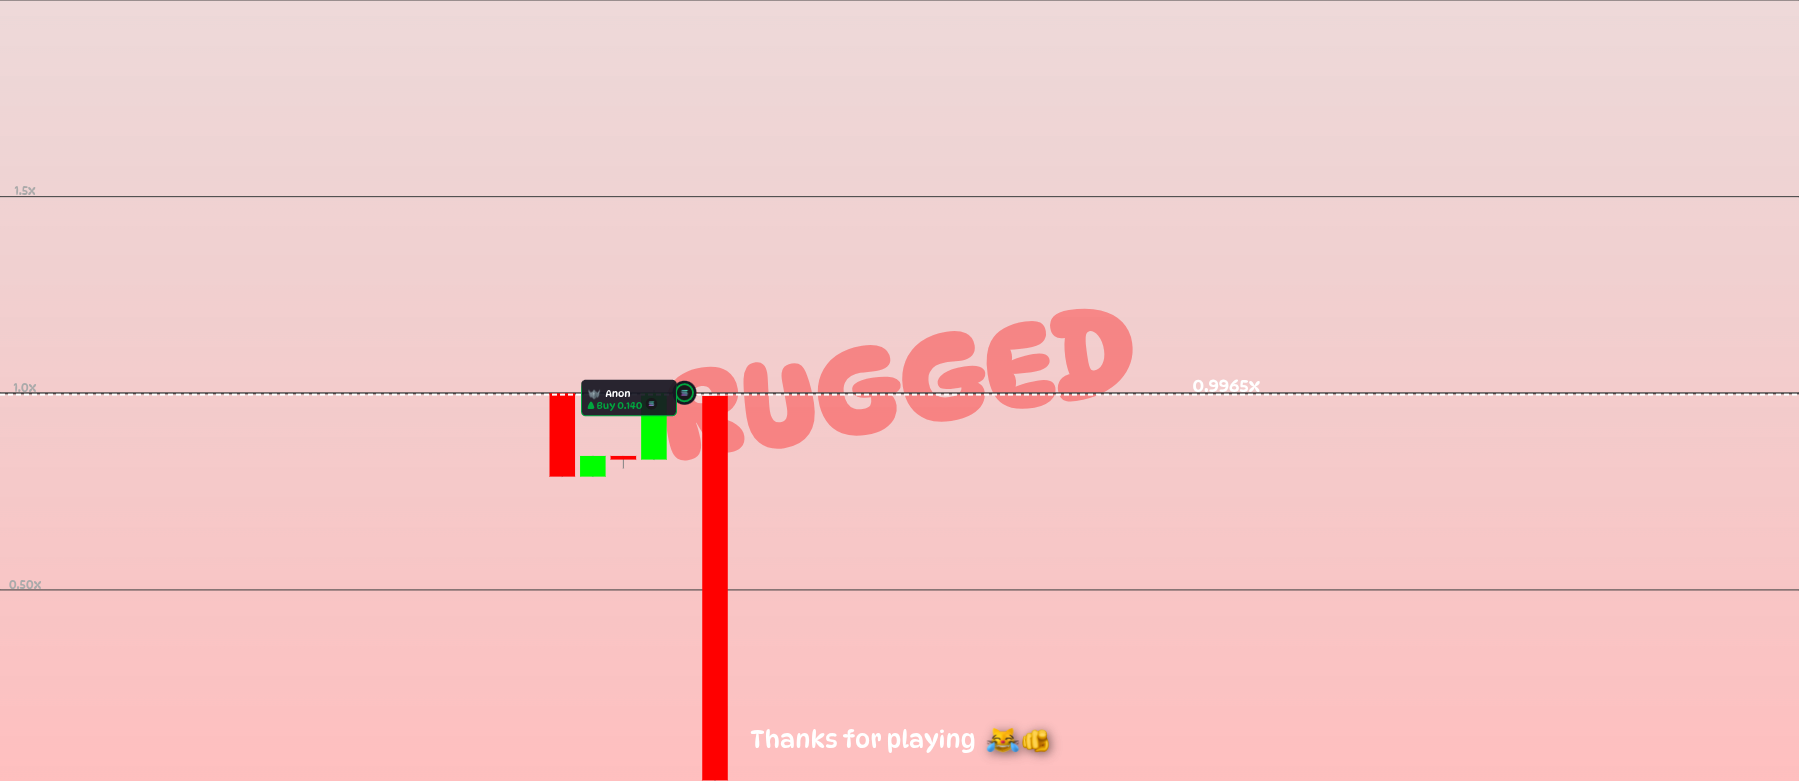 1.5x
1.0x
0.9965x
Anon
Buy 0.140
RUGGED
0.50x
Thanks for playing 😹🫵